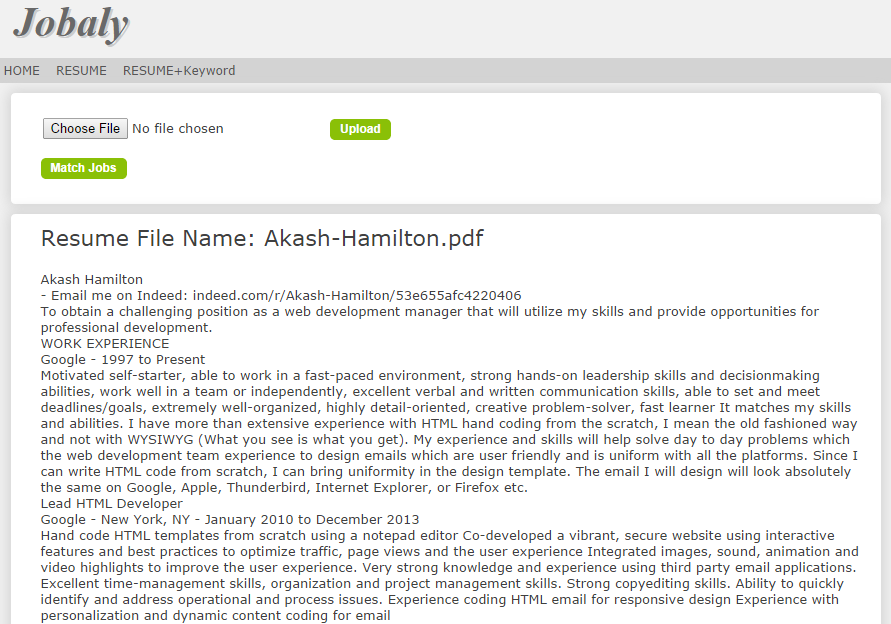 Jobaly
HOME RESUME RESUME+Keyword
Choose File No file chosen Upload
Match Jobs
Resume File Name: Akash-Hamilton.pdf
Akash Hamilton
- Email me on Indeed: indeed.com/r/Akash-Hamilton/53e655afc4220406
To obtain a challenging position as a web development manager that will utilize my skills and provide opportunities for
professional development.
WORK EXPERIENCE
Google - 1997 to Present
Motivated self-starter, able to work in a fast-paced environment, strong hands-on leadership skills and decisionmaking
abilities, work well in a team or independently, excellent verbal and written communication skills, able to set and meet
deadlines/goals, extremely well-organized, highly detail-oriented, creative problem-solver, fast learner It matches my skills
and abilities. I have more than extensive experience with HTML hand coding from the scratch, I mean the old fashioned way
and not with WYSIWYG (What you see is what you get). My experience and skills will help solve day to day problems which
the web development team experience to design emails which are user friendly and is uniform with all the platforms. Since I
can write HTML code from scratch, I can bring uniformity in the design template. The email I will design will look absolutely
the same on Google, Apple, Thunderbird, Internet Explorer, or Firefox etc.
Lead HTML Developer
Google - New York, NY - January 2010 to December 2013
Hand code HTML templates from scratch using a notepad editor Co-developed a vibrant, secure website using interactive
features and best practices to optimize traffic, page views and the user experience Integrated images, sound, animation and
video highlights to improve the user experience. Very strong knowledge and experience using third party email applications.
Excellent time-management skills, organization and project management skills. Strong copyediting skills. Ability to quickly
identify and address operational and process issues. Experience coding HTML email for responsive design Experience with
personalization and dynamic content coding for email